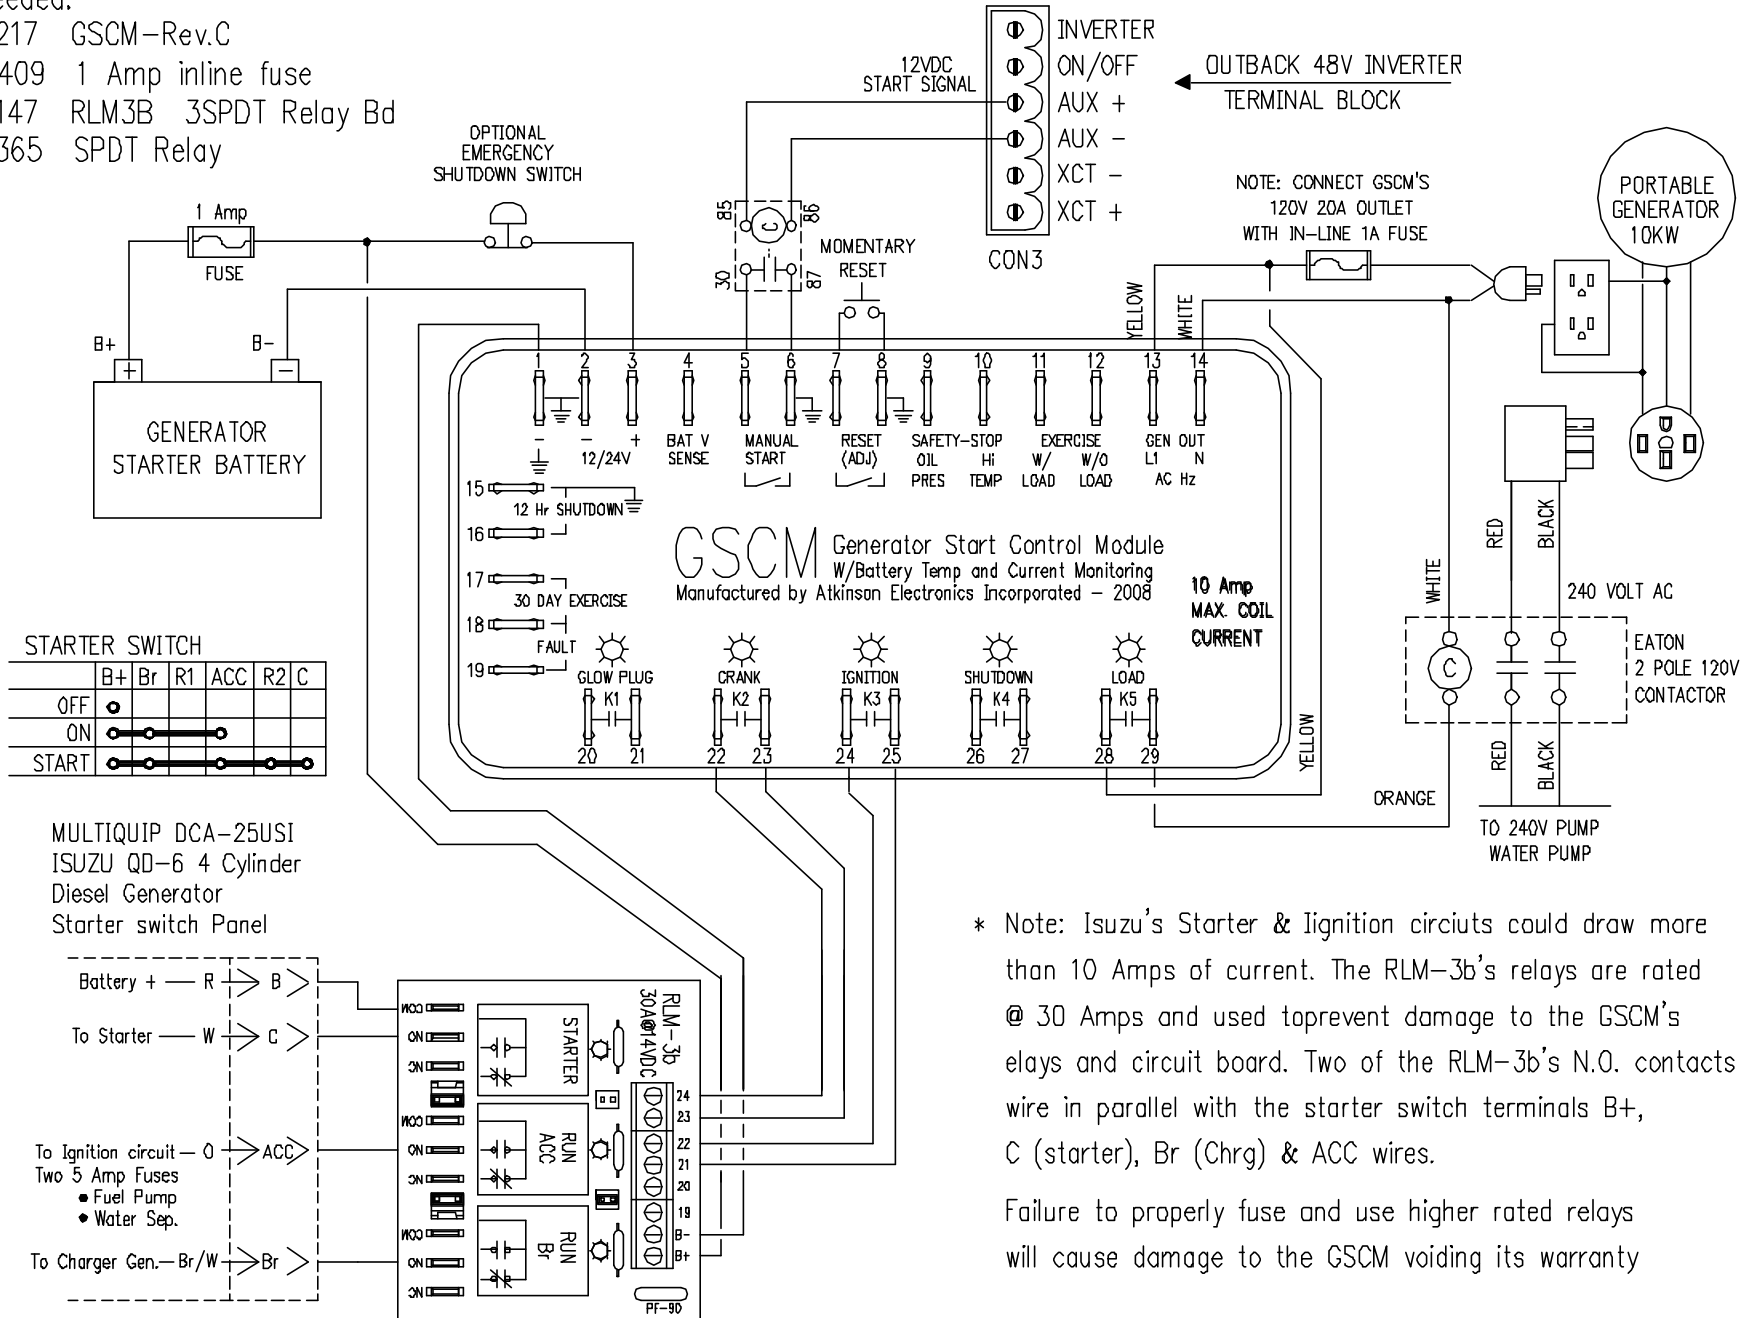 217 GSCM-Rev.C
409 1 Amp inline fuse
147 RLM3B 3SPDT Relay Bd
365 SPDT Relay
OPTIONAL
EMERGENCY
SHUTDOWN SWITCH
1 Amp
FUSE
B+
B-
+
-
GENERATOR
STARTER BATTERY
12VDC
START SIGNAL
INVERTER
ON/OFF
AUX +
AUX -
XCT -
XCT +
CON3
OUTBACK 48V INVERTER
TERMINAL BLOCK
85
86
C
30
87
MOMENTARY
RESET
NOTE: CONNECT GSCM'S
120V 20A OUTLET
WITH IN-LINE 1A FUSE
PORTABLE
GENERATOR
10KW
YELLOW
WHITE
1 2 3 4 5 6 7 8 9 10 11 12 13 14
- - + BAT V MANUAL RESET SAFETY-STOP EXERCISE GEN OUT
12/24V SENSE START (ADJ) OIL Hi W/ W/O L1 N
PRES TEMP LOAD LOAD AC Hz
15
12 Hr SHUTDOWN
16
17
30 DAY EXERCISE
18
FAULT
19
GSCM Generator Start Control Module
W/Battery Temp and Current Monitoring
Manufactured by Atkinson Electronics Incorporated - 2008
10 Amp
MAX. COIL
CURRENT
GLOW PLUG CRANK IGNITION SHUTDOWN LOAD
K1 K2 K3 K4 K5
20 21 22 23 24 25 26 27 28 29
YELLOW
ORANGE
WHITE
RED
BLACK
240 VOLT AC
C
EATON
2 POLE 120V
CONTACTOR
RED
BLACK
TO 240V PUMP
WATER PUMP
STARTER SWITCH
B+ Br R1 ACC R2 C
OFF
ON
START
MULTIQUIP DCA-25USI
ISUZU QD-6 4 Cylinder
Diesel Generator
Starter switch Panel
Battery + R B
To Starter W C
To Ignition circuit O ACC
Two 5 Amp Fuses
Fuel Pump
Water Sep.
To Charger Gen. Br/W Br
COM
NO
NC
COM
NO
NC
COM
NO
NC
STARTER
RUN
ACC
RUN
Br
RLM-3b
30A@14VDC
24
23
22
21
20
19
B-
B+
PF-90
* Note: Isuzu's Starter & Iignition circiuts could draw more
than 10 Amps of current. The RLM-3b's relays are rated
@ 30 Amps and used toprevent damage to the GSCM's
elays and circuit board. Two of the RLM-3b's N.O. contacts
wire in parallel with the starter switch terminals B+,
C (starter), Br (Chrg) & ACC wires.
Failure to properly fuse and use higher rated relays
will cause damage to the GSCM voiding its warranty